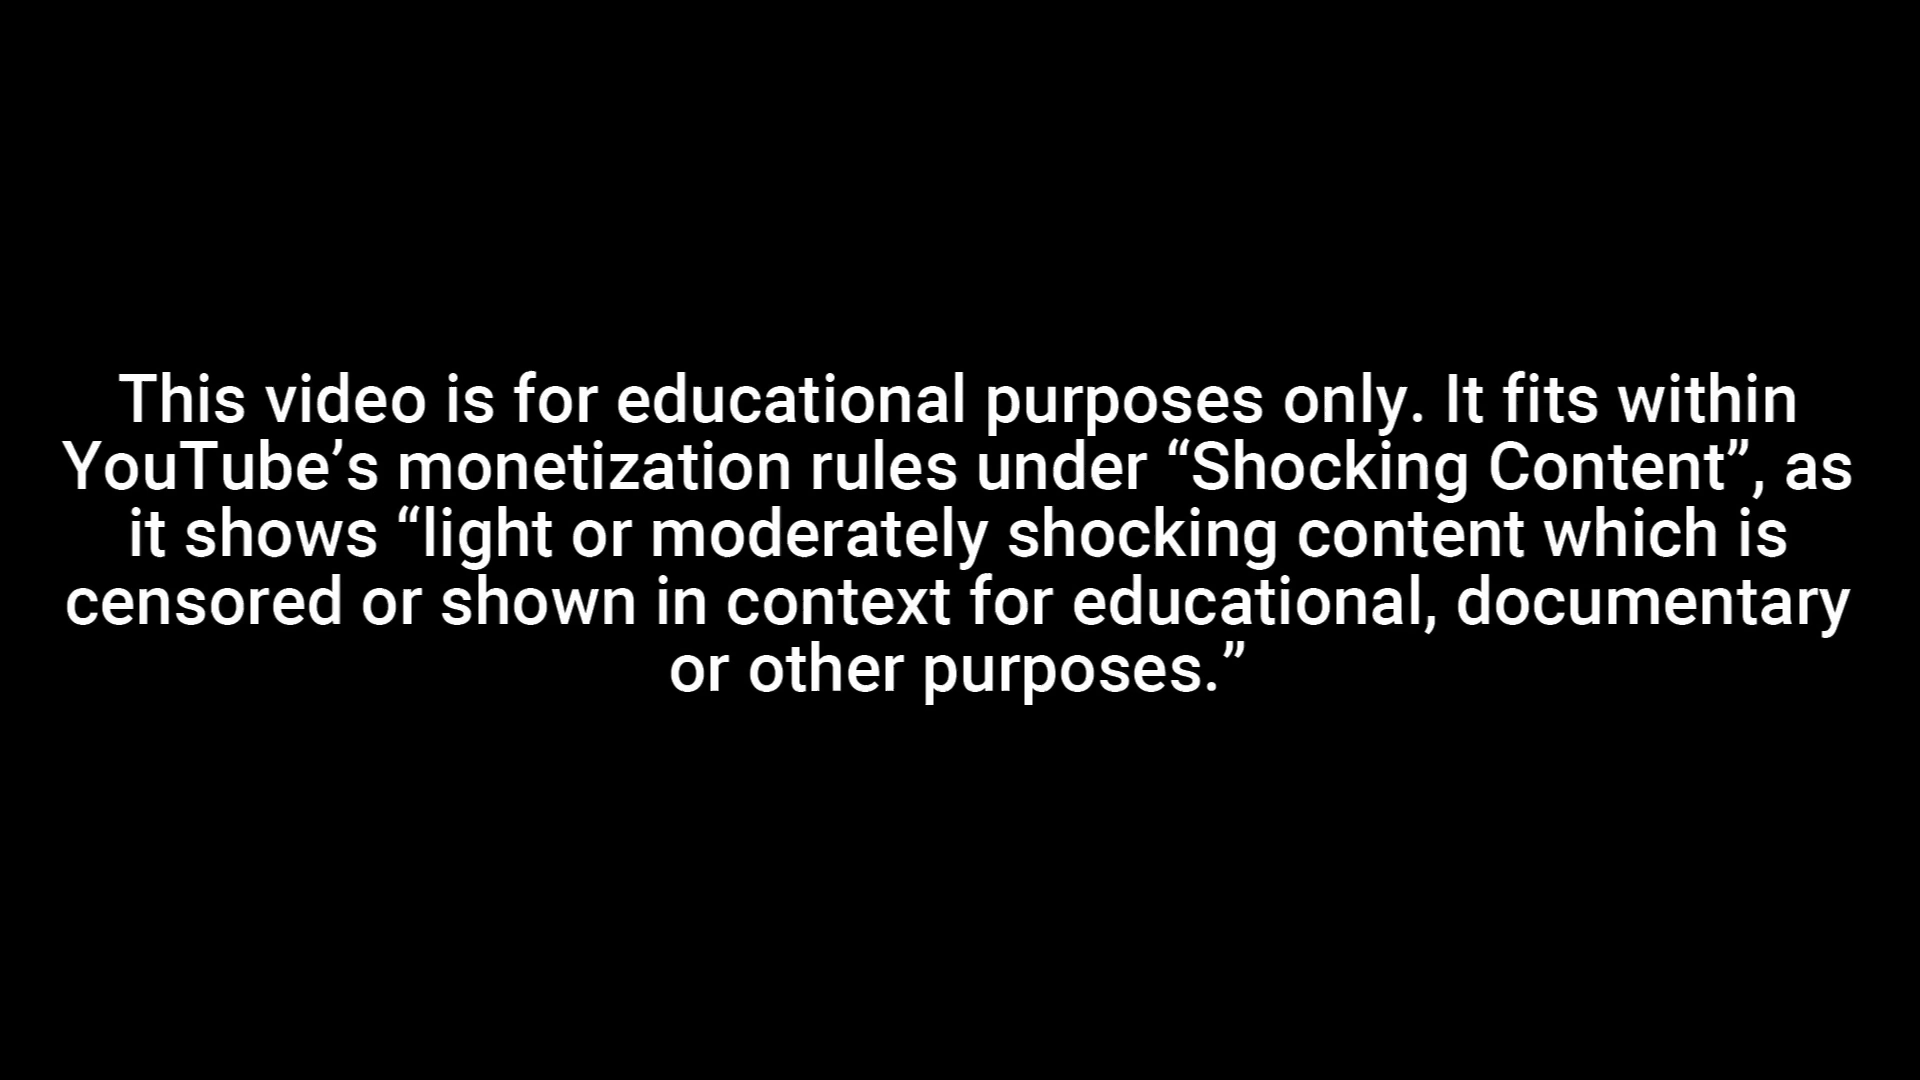 This video is for educational purposes only. It fits within
YouTube’s monetization rules under “Shocking Content”, as
it shows “light or moderately shocking content which is
censored or shown in context for educational, documentary
or other purposes.”